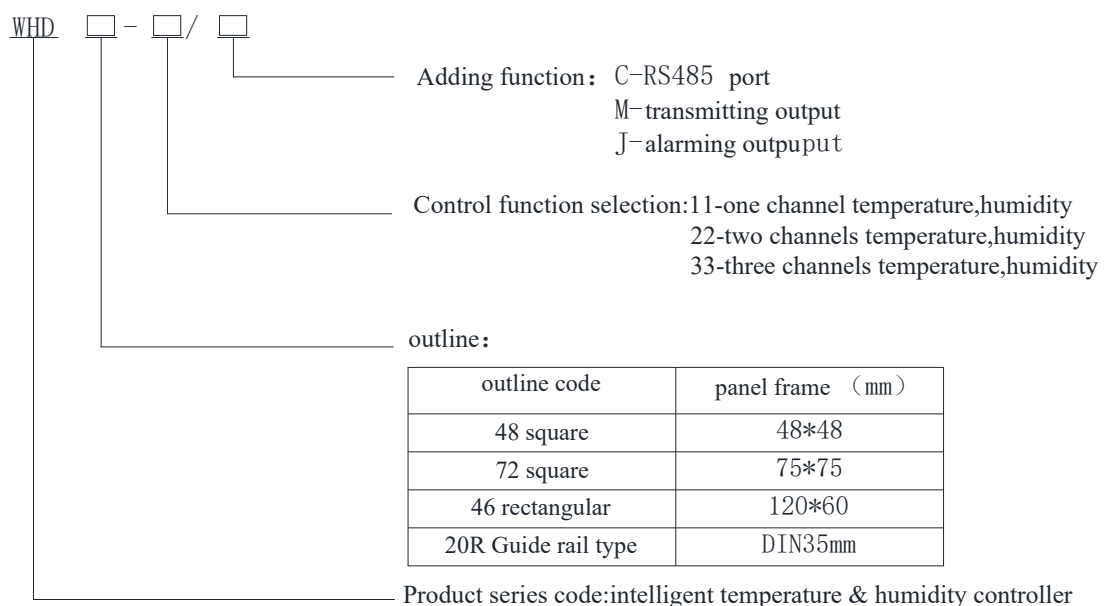 WHD □-□/ □
Adding function：C-RS485 port
M-transmitting output
J-alarming outpuput
Control function selection:11-one channel temperature,humidity
22-two channels temperature,humidity
33-three channels temperature,humidity
outline：
outline code panel frame （mm）
48 square 48*48
72 square 75*75
46 rectangular 120*60
20R Guide rail type DIN35mm
Product series code:intelligent temperature & humidity controller